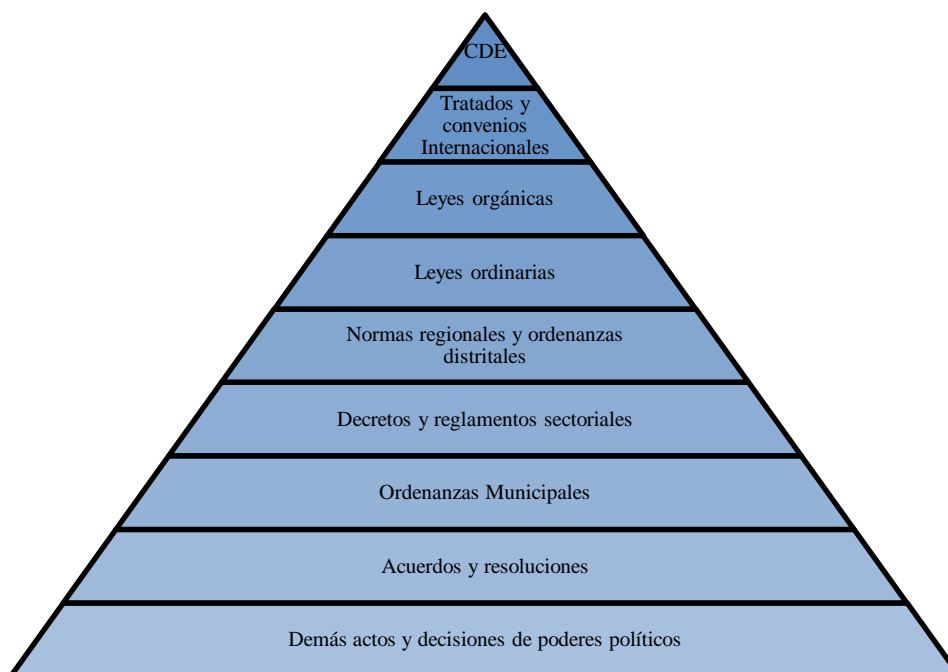 CDE
Tratados y
convenios
Internacionales
Leyes orgánicas
Leyes ordinarias
Normas regionales y ordenanzas
distritales
Decretos y reglamentos sectoriales
Ordenanzas Municipales
Acuerdos y resoluciones
Demás actos y decisiones de poderes políticos